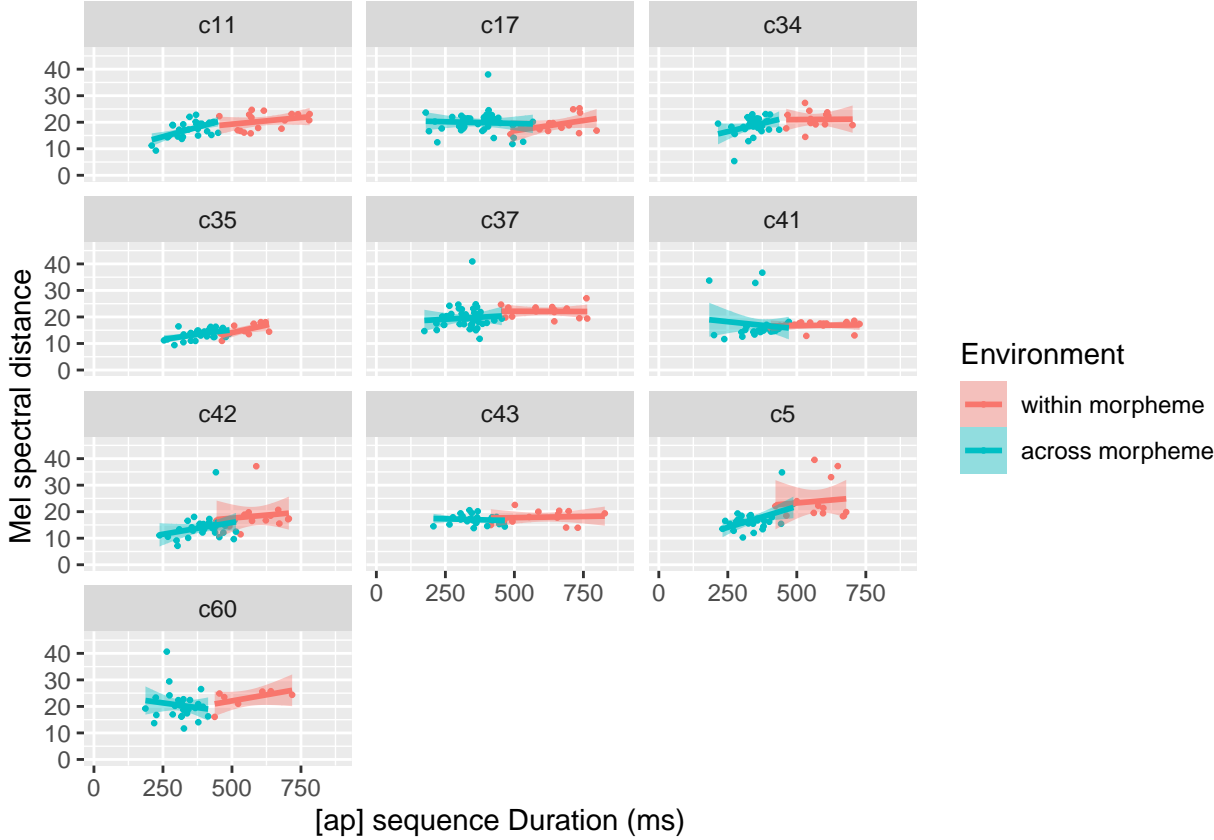 c11 c17 c34
40
30
20
10
0
c35 c37 c41
40
30
20
10
0
Mel spectral distance
c42 c43 c5
40
30
20
10
0
0 250 500 750 0 250 500 750
c60
40
30
20
10
0
0 250 500 750
[ap] sequence Duration (ms)
Environment
within morpheme
across morpheme